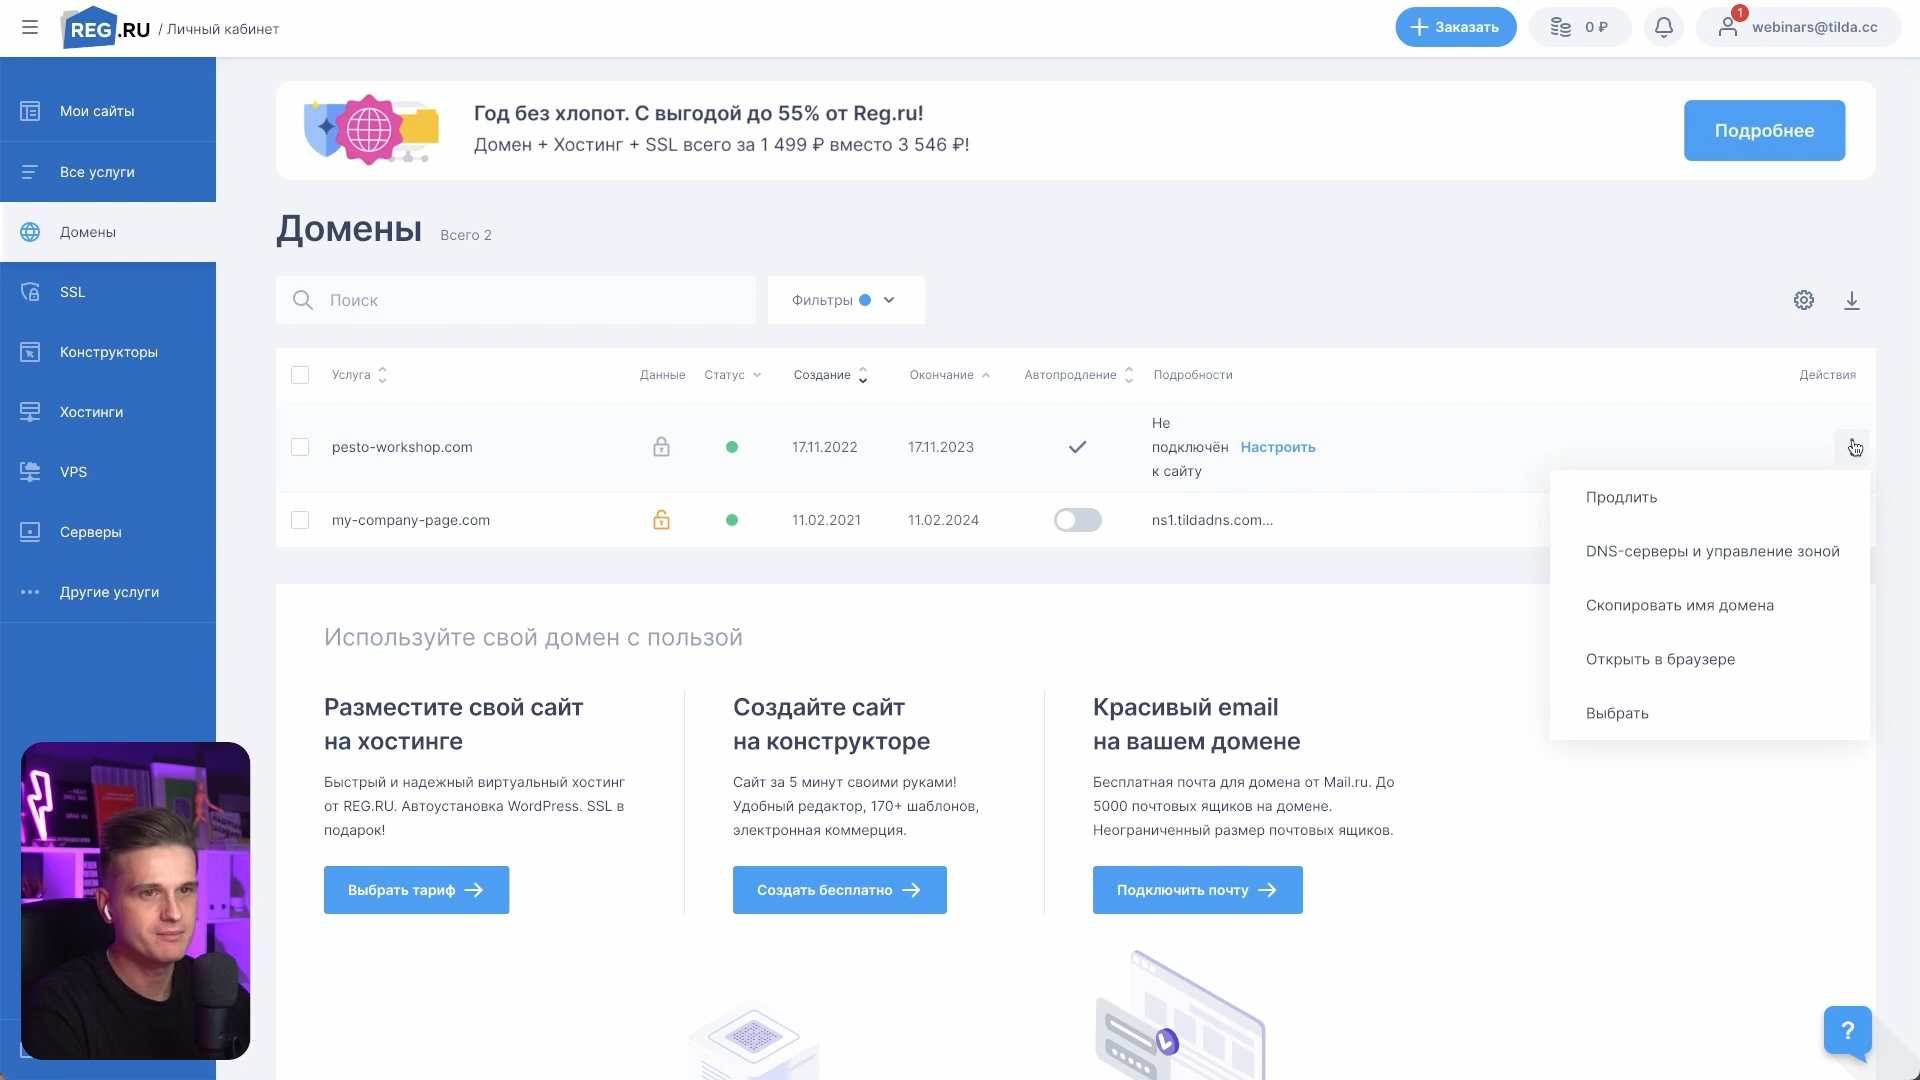 REG.RU / Личный кабинет
Заказать
0 ₽
1
webinars@tilda.cc
Мои сайты
Все услуги
Домены
SSL
Конструкторы
Хостинги
VPS
Серверы
Другие услуги
Год без хлопот. С выгодой до 55% от Reg.ru!
Домен + Хостинг + SSL всего за 1 499 ₽ вместо 3 546 ₽!
Подробнее
Домены Всего 2
Поиск
Фильтры
Услуга Данные Статус Создание Окончание Автопродление Подробности Действия
pesto-workshop.com 17.11.2022 17.11.2023
Не
подключён Настроить
к сайту
my-company-page.com 11.02.2021 11.02.2024 ns1.tildadns.com...
Продлить
DNS-серверы и управление зоной
Скопировать имя домена
Открыть в браузере
Выбрать
Используйте свой домен с пользой
Разместите свой сайт
на хостинге
Быстрый и надежный виртуальный хостинг
от REG.RU. Автоустановка WordPress. SSL в
подарок!
Выбрать тариф
Создайте сайт
на конструкторе
Сайт за 5 минут своими руками!
Удобный редактор, 170+ шаблонов,
электронная коммерция.
Создать бесплатно
Красивый email
на вашем домене
Бесплатная почта для домена от Mail.ru. До
5000 почтовых ящиков на домене.
Неограниченный размер почтовых ящиков.
Подключить почту
?